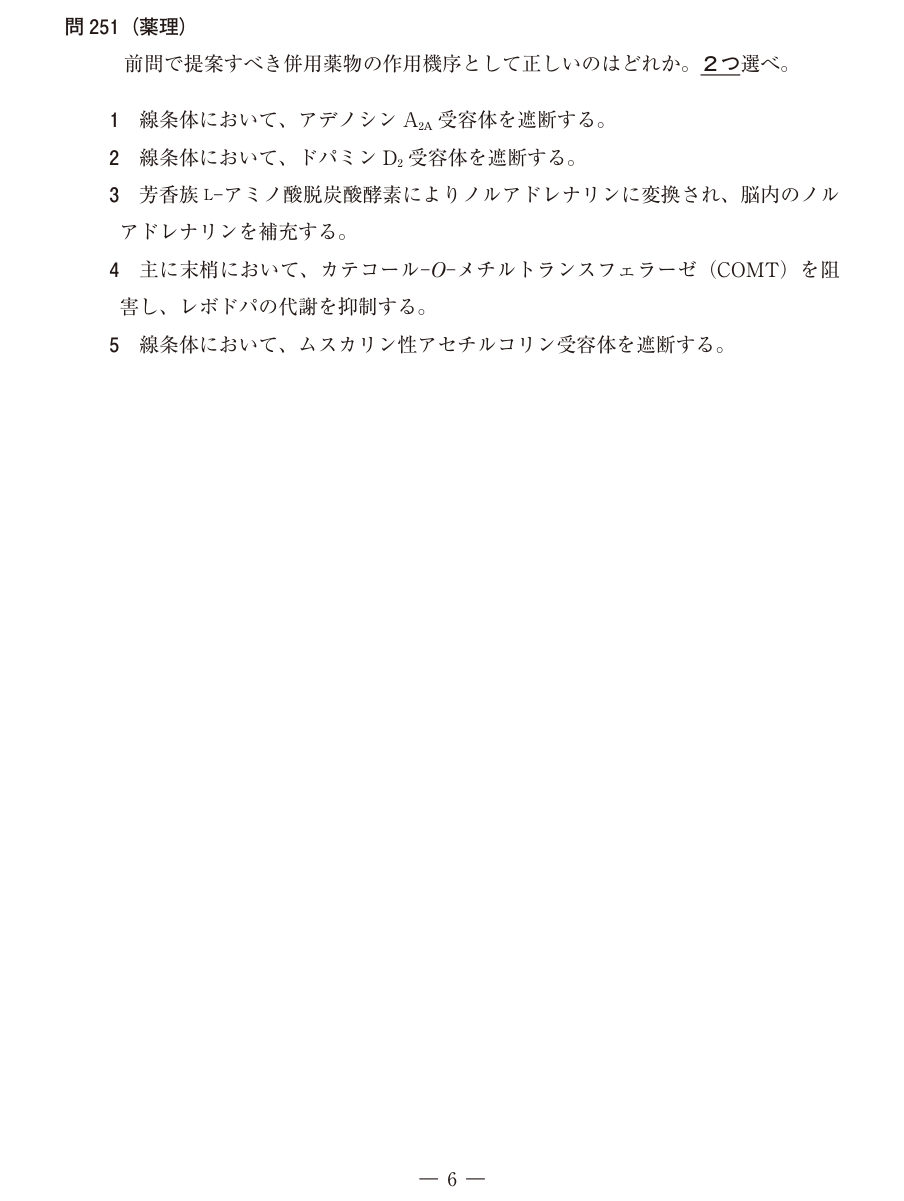 問 251（薬理）
前問で提案すべき併用薬物の作用機序として正しいのはどれか。2つ選べ。
1 線条体において、アデノシン A2A 受容体を遮断する。
2 線条体において、ドパミン D2 受容体を遮断する。
3 芳香族 L-アミノ酸脱炭酸酵素によりノルアドレナリンに変換され、脳内のノル
アドレナリンを補充する。
4 主に末梢において、カテコール-O-メチルトランスフェラーゼ（COMT）を阻
害し、レボドパの代謝を抑制する。
5 線条体において、ムスカリン性アセチルコリン受容体を遮断する。
— 6 —